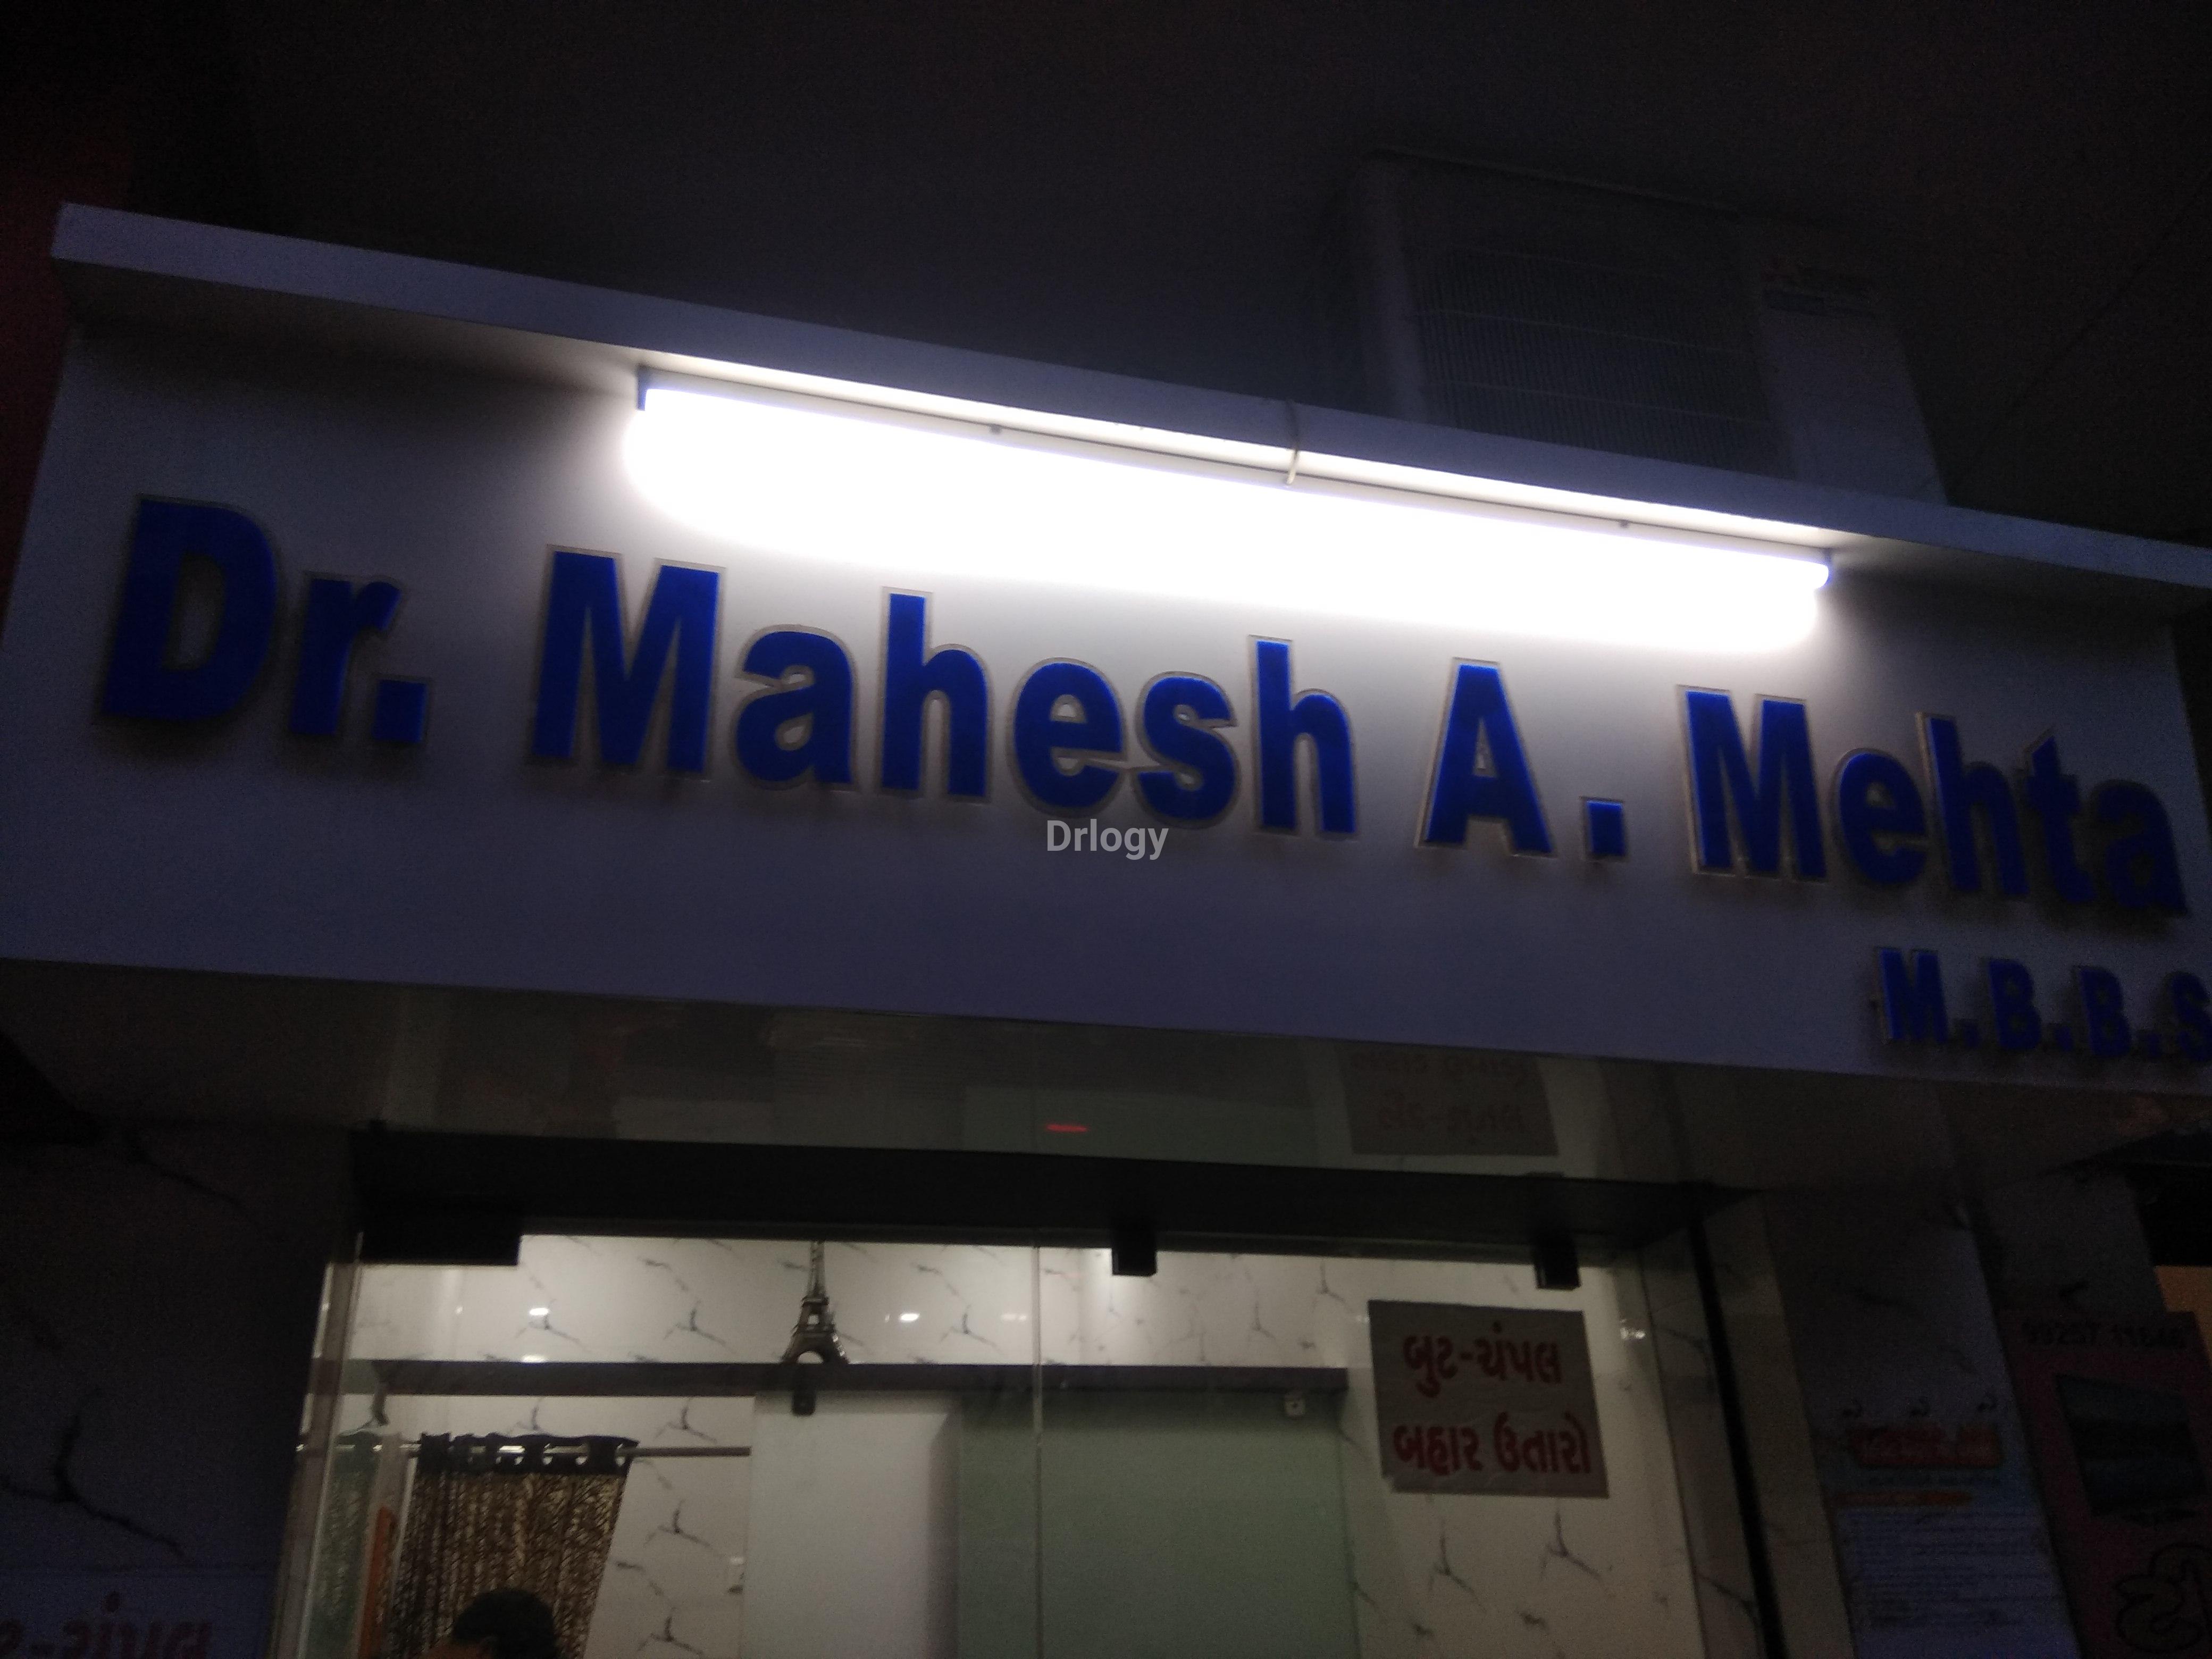 Dr. Mahesh A. Mehta
Drlogy
M.B.B.S
બુટ-ચંપલ
બહાર ઉતારો